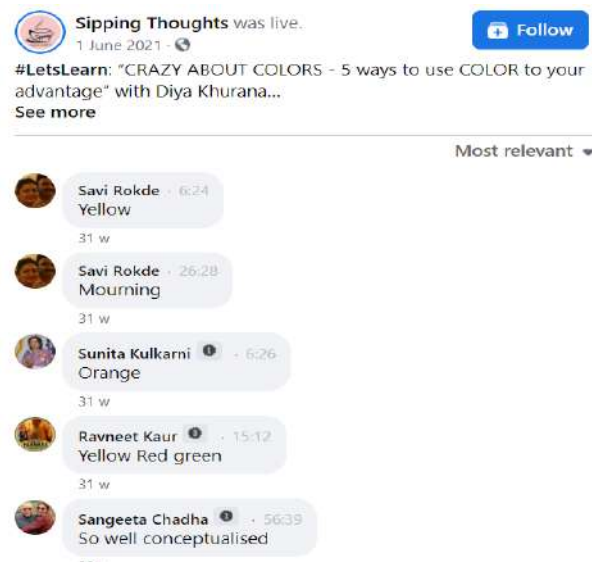 Sipping Thoughts was live.
1 June 2021 ·
Follow
#LetsLearn: "CRAZY ABOUT COLORS - 5 ways to use COLOR to your
advantage" with Diya Khurana...
See more
Most relevant
Savi Rokde · 6:24
Yellow
31 w
Savi Rokde · 26:28
Mourning
31 w
Sunita Kulkarni · 6:26
Orange
31 w
Ravneet Kaur · 15:12
Yellow Red green
31 w
Sangeeta Chadha · 56:39
So well conceptualised